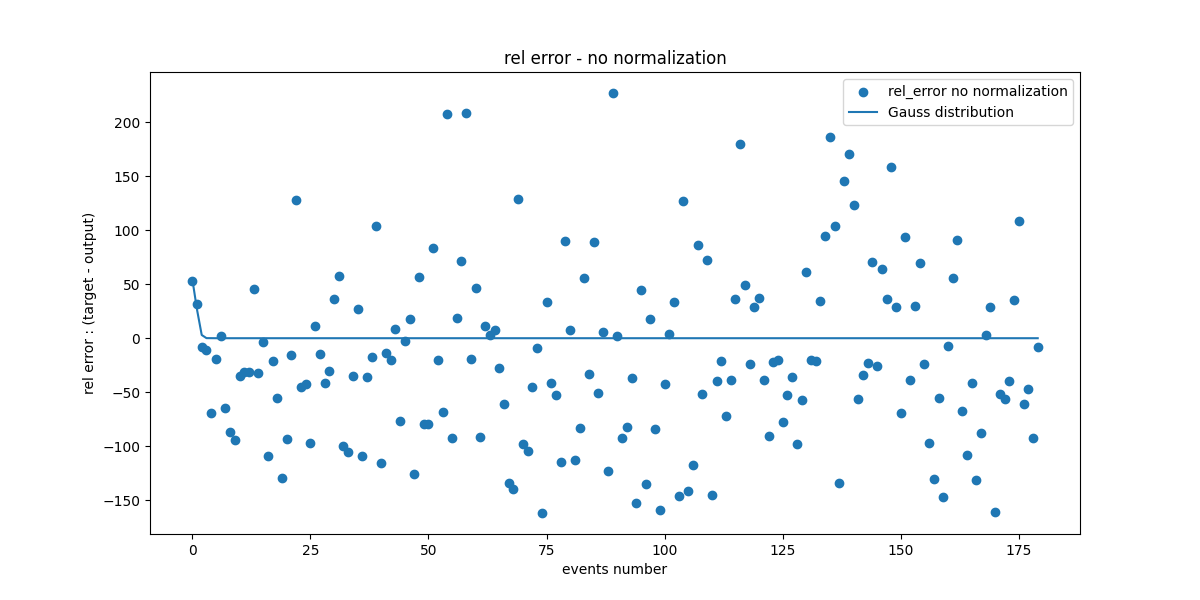 rel error - no normalization
rel_error no normalization
Gauss distribution
rel error : (target - output)
200
150
100
50
0
−50
−100
−150
0 25 50 75 100 125 150 175
events number